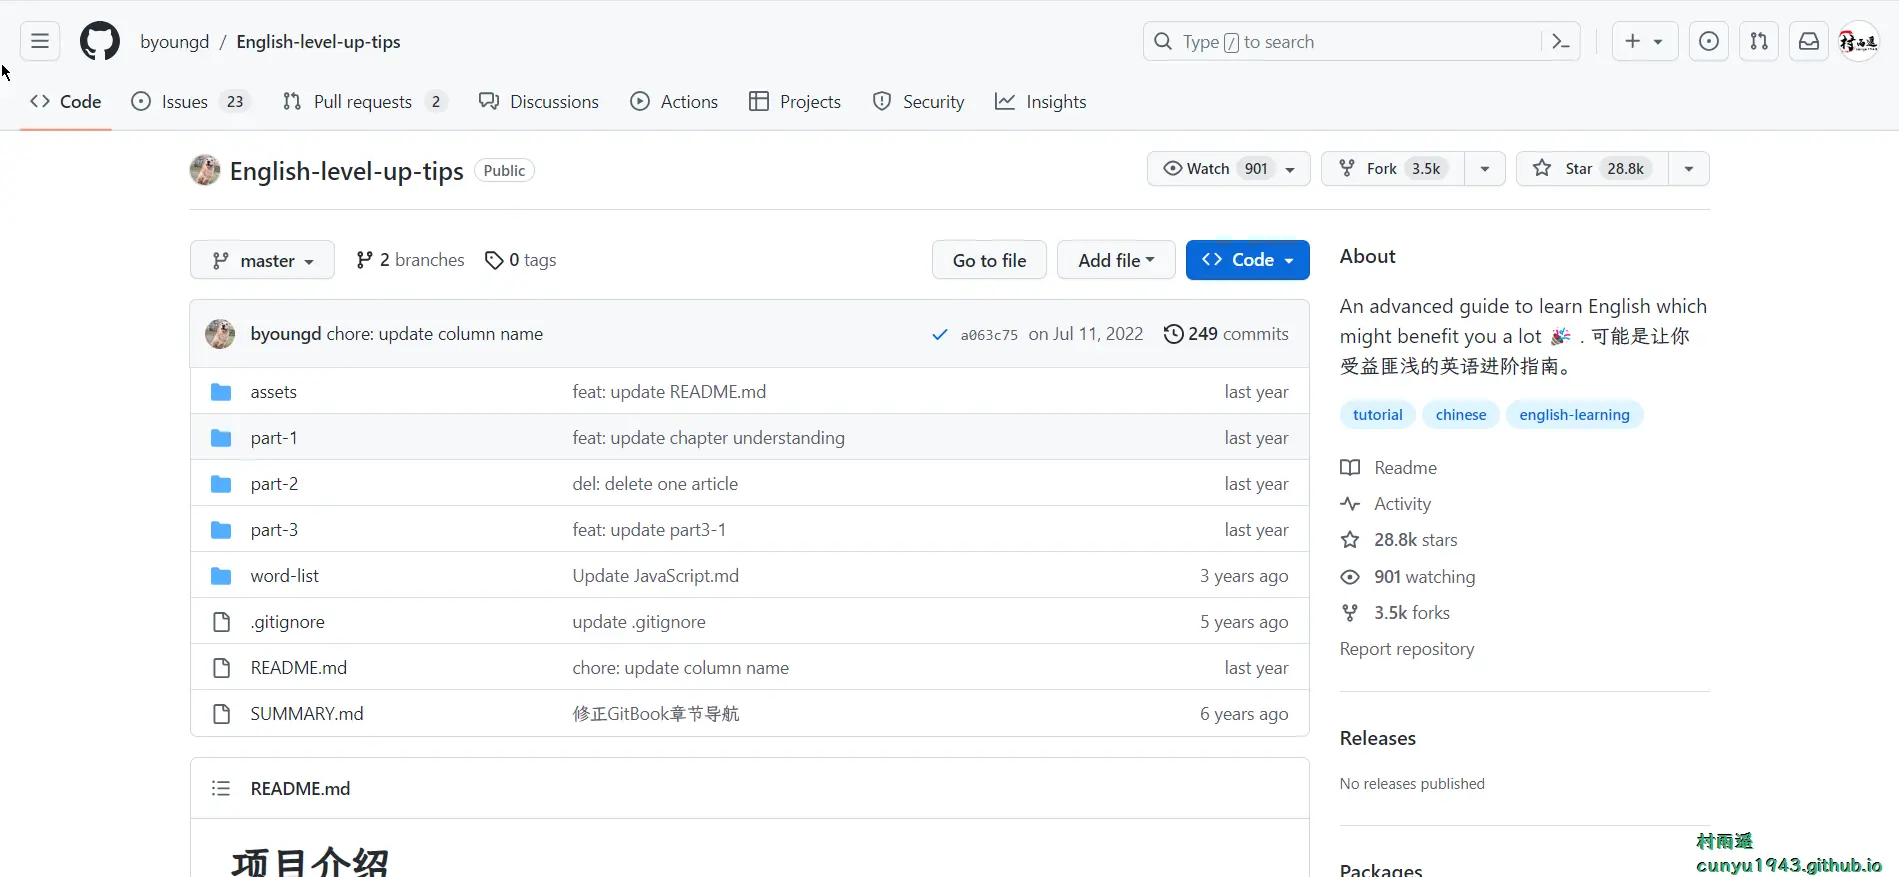 byoungd / English-level-up-tips
Type / to search
Code
Issues 23
Pull requests 2
Discussions
Actions
Projects
Security
Insights
村雨遥
English-level-up-tips Public
Watch 901
Fork 3.5k
Star 28.8k
master
2 branches
0 tags
Go to file
Add file
Code
byoungd chore: update column name a063c75 on Jul 11, 2022 249 commits
assets feat: update README.md last year
part-1 feat: update chapter understanding last year
part-2 del: delete one article last year
part-3 feat: update part3-1 last year
word-list Update JavaScript.md 3 years ago
.gitignore update .gitignore 5 years ago
README.md chore: update column name last year
SUMMARY.md 修正GitBook章节导航 6 years ago
README.md
项目介绍
About
An advanced guide to learn English which
might benefit you a lot 🎉 . 可能是让你
受益匪浅的英语进阶指南。
tutorial chinese english-learning
Readme
Activity
28.8k stars
901 watching
3.5k forks
Report repository
Releases
No releases published
Packages
村雨遥
cunyu1943.github.io